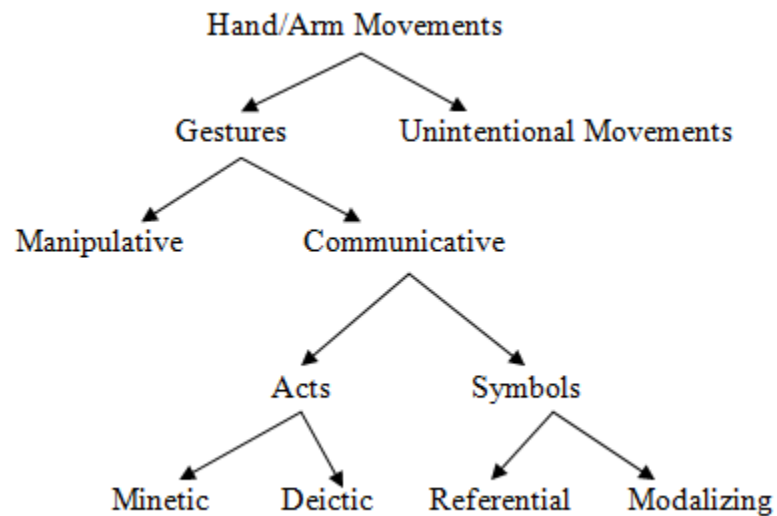 Hand/Arm Movements
Gestures Unintentional Movements
Manipulative Communicative
Acts Symbols
Minetic Deictic Referential Modalizing